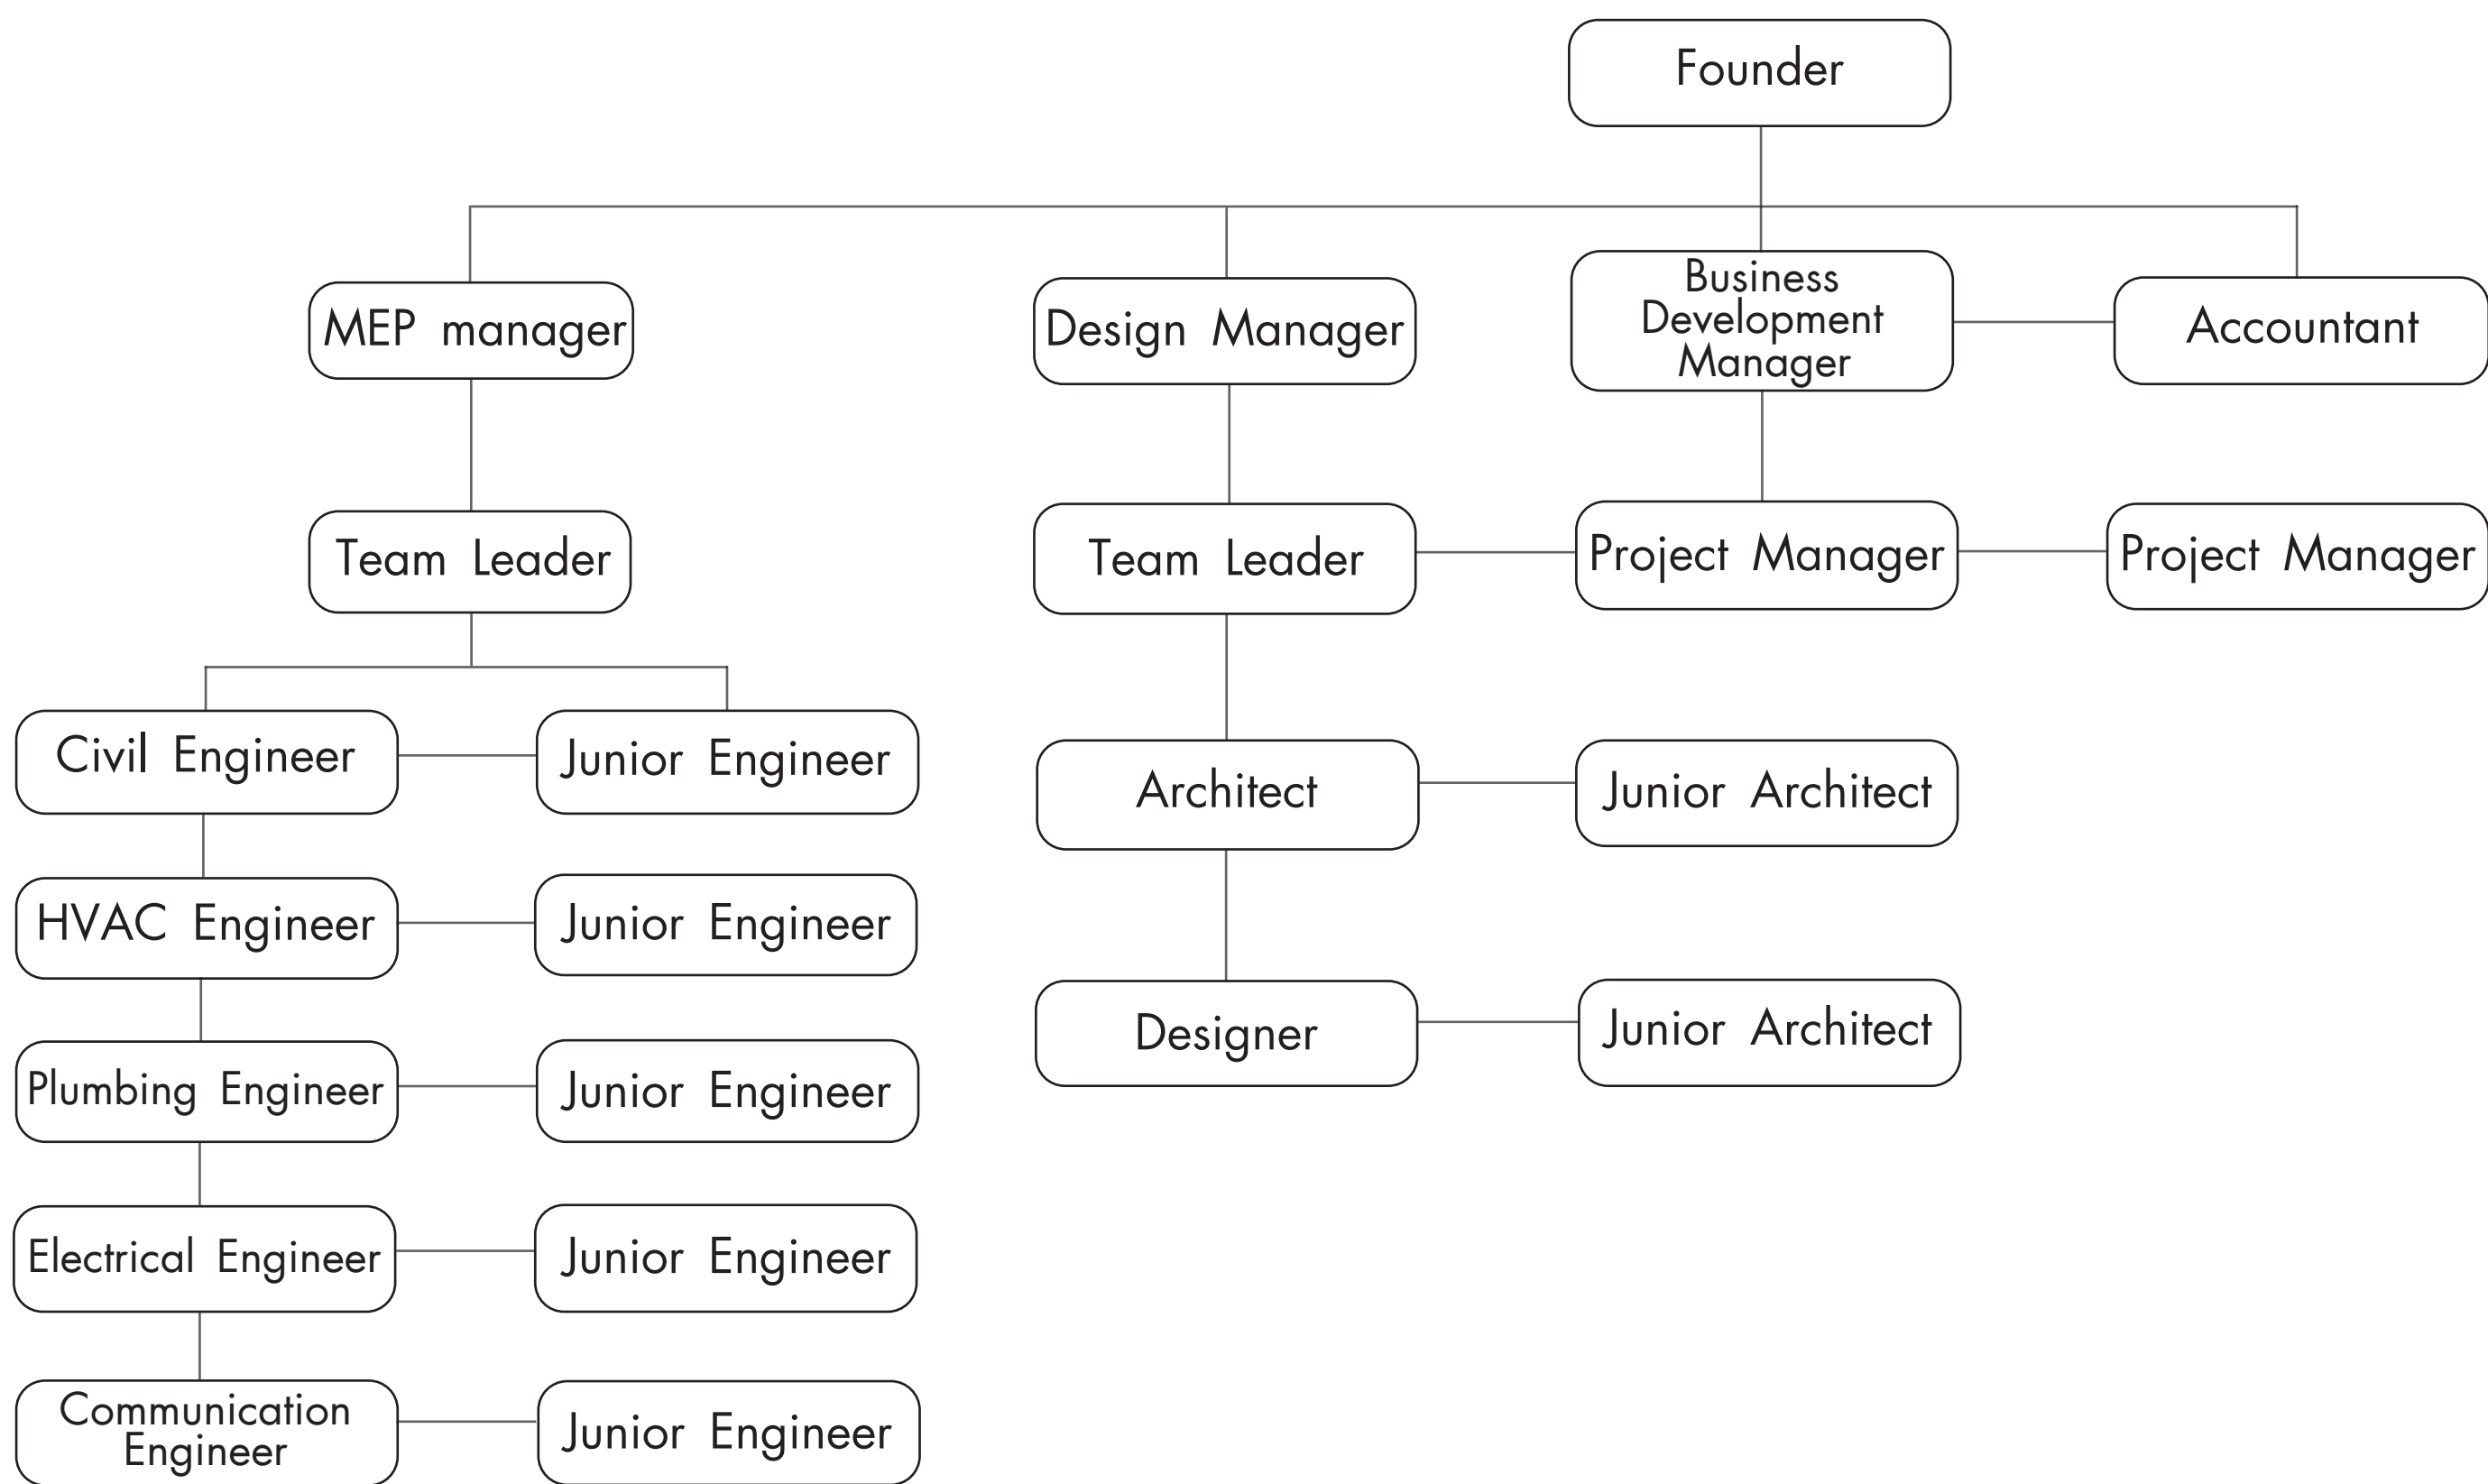 Founder
MEP manager
Design Manager
Business
Development
Manager
Accountant
Team Leader
Team Leader
Project Manager
Project Manager
Civil Engineer
Junior Engineer
Architect
Junior Architect
HVAC Engineer
Junior Engineer
Designer
Junior Architect
Plumbing Engineer
Junior Engineer
Electrical Engineer
Junior Engineer
Communication
Engineer
Junior Engineer